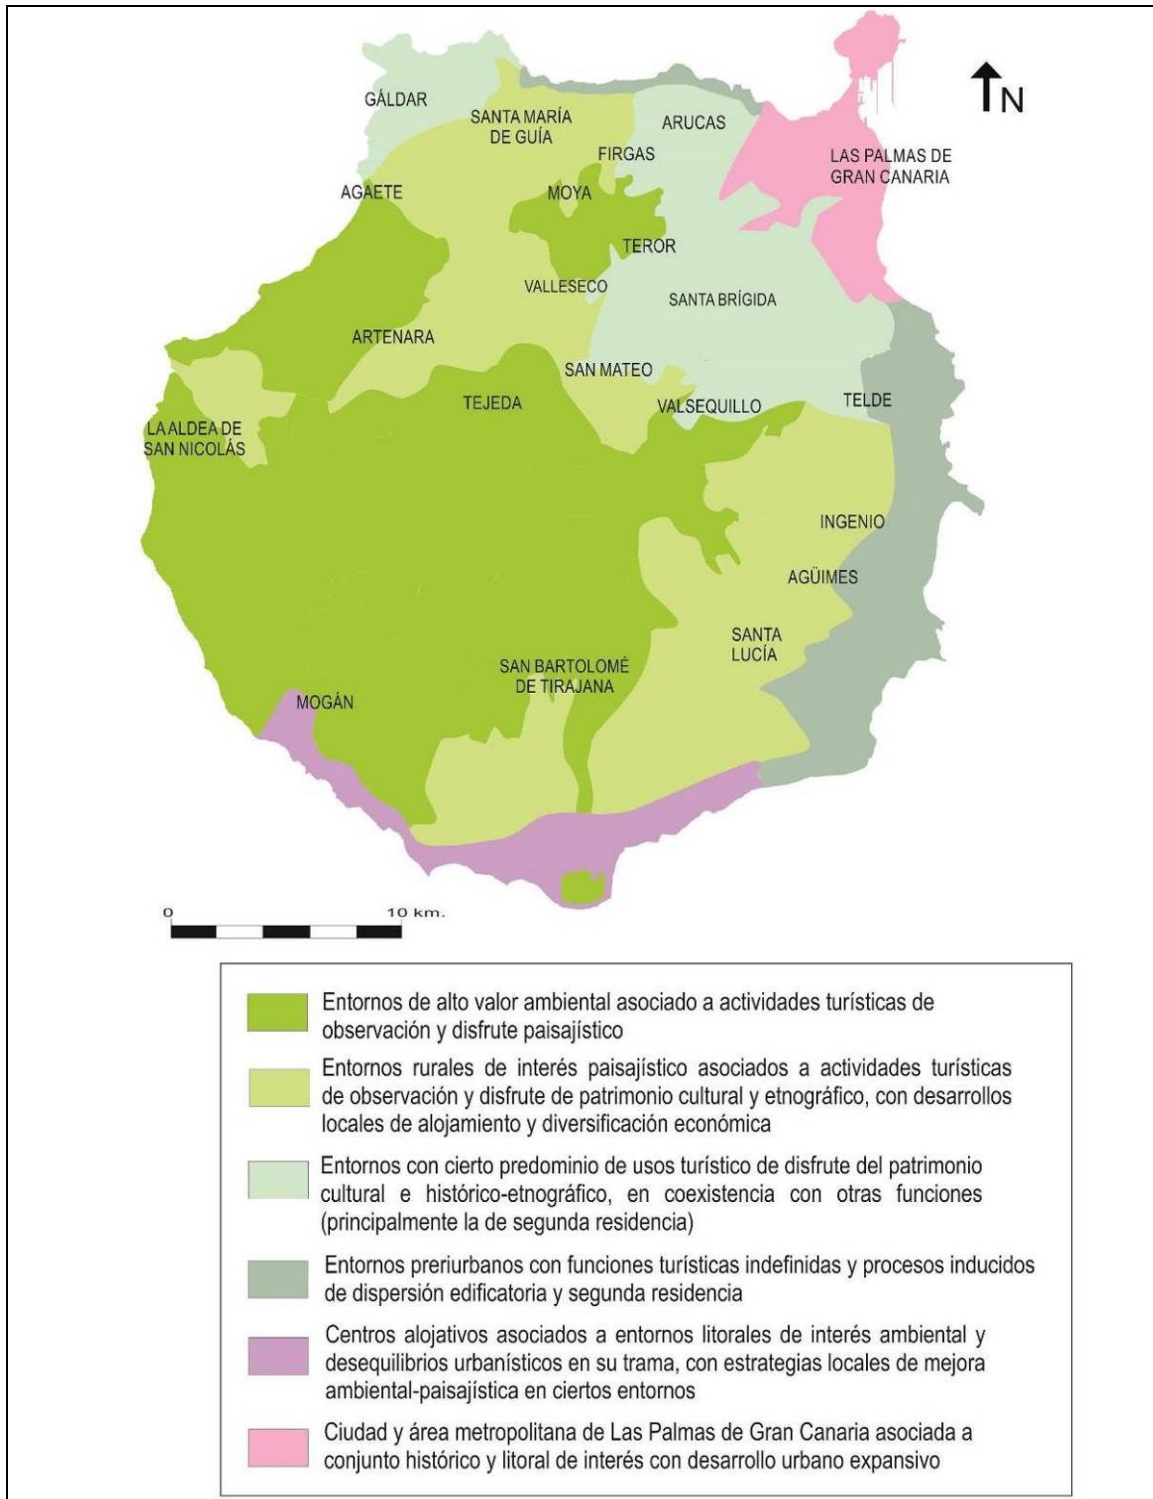 N
GÁLDAR
SANTA MARÍA
DE GUÍA
ARUCAS
FIRGAS
LAS PALMAS DE
GRAN CANARIA
AGAETE
MOYA
TEROR
VALLESECO
SANTA BRÍGIDA
ARTENARA
SAN MATEO
TEJEDA
VALSEQUILLO
TELDE
LA ALDEA DE
SAN NICOLÁS
INGENIO
AGÜIMES
SANTA
LUCÍA
SAN BARTOLOMÉ
DE TIRAJANA
MOGÁN
0 10 km.
Entornos de alto valor ambiental asociado a actividades turísticas de
observación y disfrute paisajístico
Entornos rurales de interés paisajístico asociados a actividades turísticas
de observación y disfrute de patrimonio cultural y etnográfico, con desarrollos
locales de alojamiento y diversificación económica
Entornos con cierto predominio de usos turístico de disfrute del patrimonio
cultural e histórico-etnográfico, en coexistencia con otras funciones
(principalmente la de segunda residencia)
Entornos preriurbanos con funciones turísticas indefinidas y procesos inducidos
de dispersión edificatoria y segunda residencia
Centros alojativos asociados a entornos litorales de interés ambiental y
desequilibrios urbanísticos en su trama, con estrategias locales de mejora
ambiental-paisajística en ciertos entornos
Ciudad y área metropolitana de Las Palmas de Gran Canaria asociada a
conjunto histórico y litoral de interés con desarrollo urbano expansivo